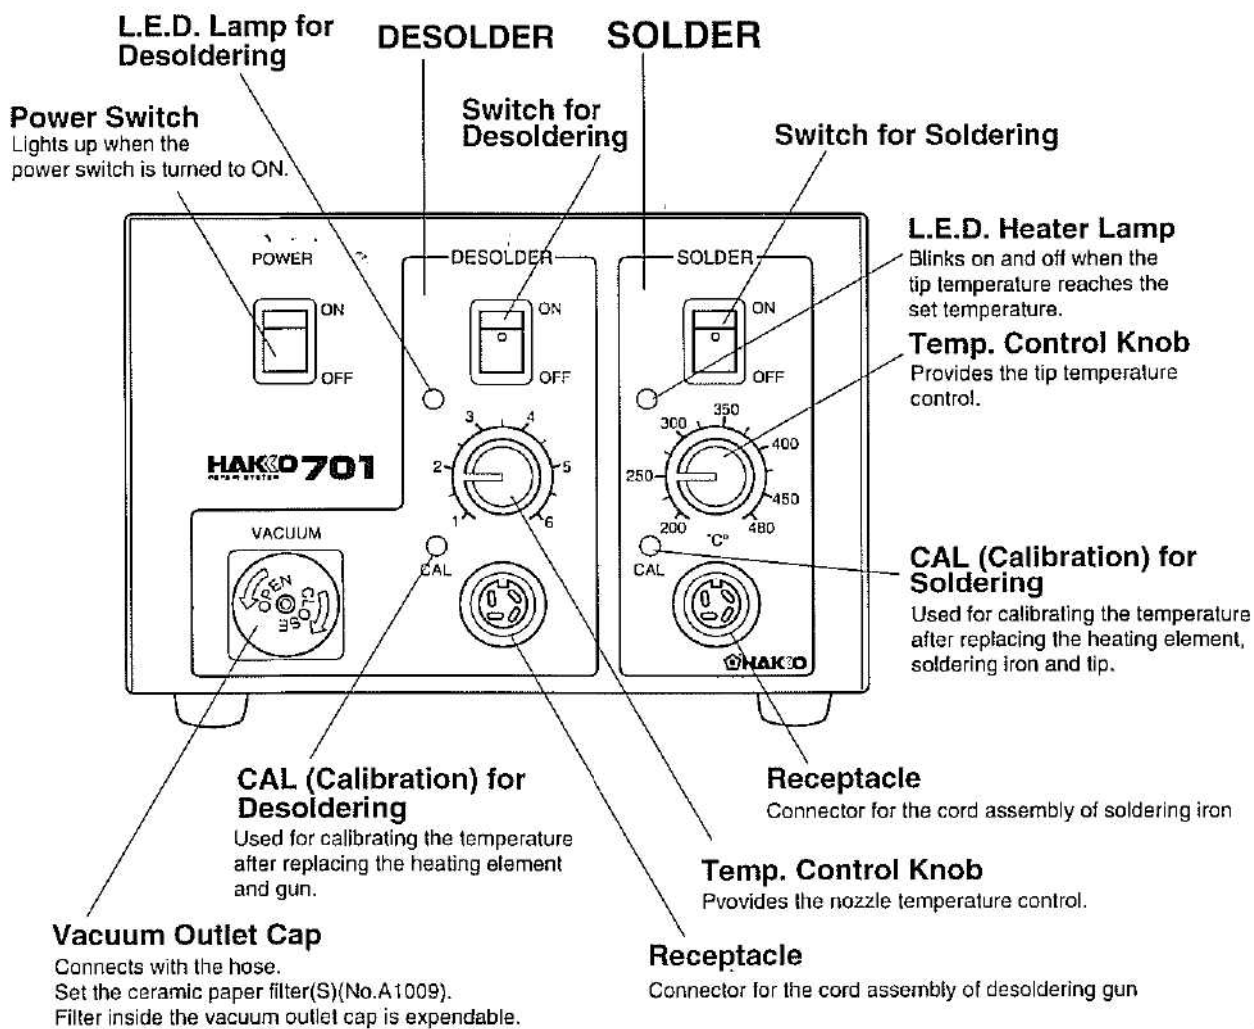 L.E.D. Lamp for
Desoldering
DESOLDER
SOLDER
Power Switch
Lights up when the
power switch is turned to ON.
Switch for
Desoldering
Switch for Soldering
L.E.D. Heater Lamp
Blinks on and off when the
tip temperature reaches the
set temperature.
Temp. Control Knob
Provides the tip temperature
control.
POWER
ON
OFF
DESOLDER
ON
OFF
SOLDER
ON
OFF
HAKKO 701
REPAIR SYSTEM
1
2
3
4
5
6
200
250
300
350
400
450
480
°C°
VACUUM
OPEN
CLOSE
CAL
CAL
HAKKO
CAL (Calibration) for
Soldering
Used for calibrating the temperature
after replacing the heating element,
soldering iron and tip.
CAL (Calibration) for
Desoldering
Used for calibrating the temperature
after replacing the heating element
and gun.
Receptacle
Connector for the cord assembly of soldering iron
Temp. Control Knob
Pvovides the nozzle temperature control.
Vacuum Outlet Cap
Connects with the hose.
Set the ceramic paper filter(S)(No.A1009).
Filter inside the vacuum outlet cap is expendable.
Receptacle
Connector for the cord assembly of desoldering gun